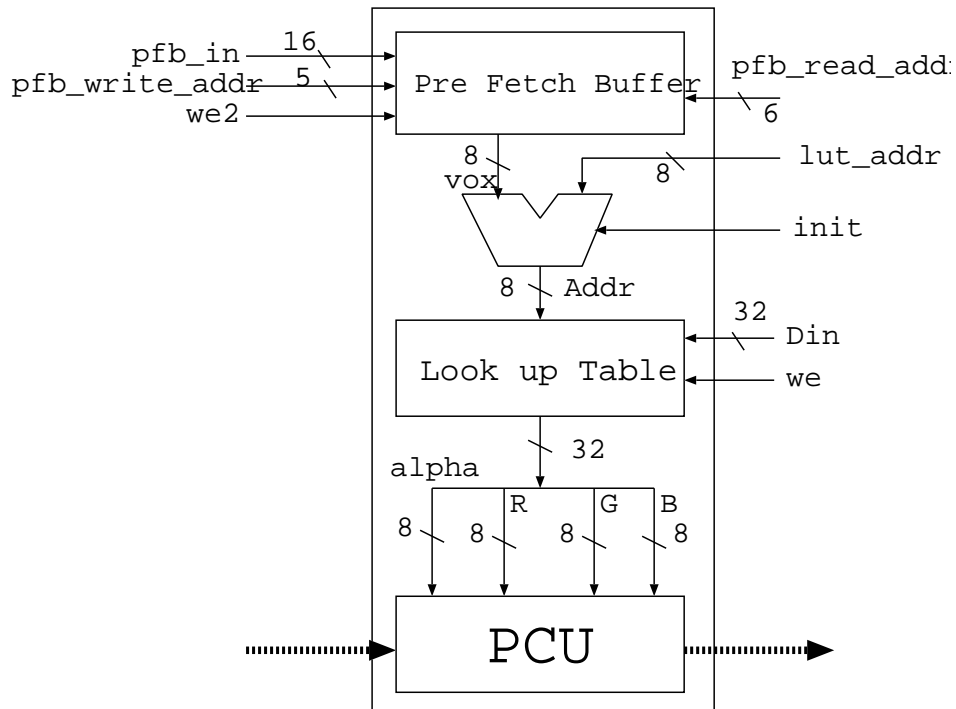 pfb_in
16
pfb_write_addr
5
we2
Pre Fetch Buffer
pfb_read_add
6
8
vox
8
lut_addr
init
8
Addr
32
Din
Look up Table
we
32
alpha
R
G
B
8
8
8
8
PCU